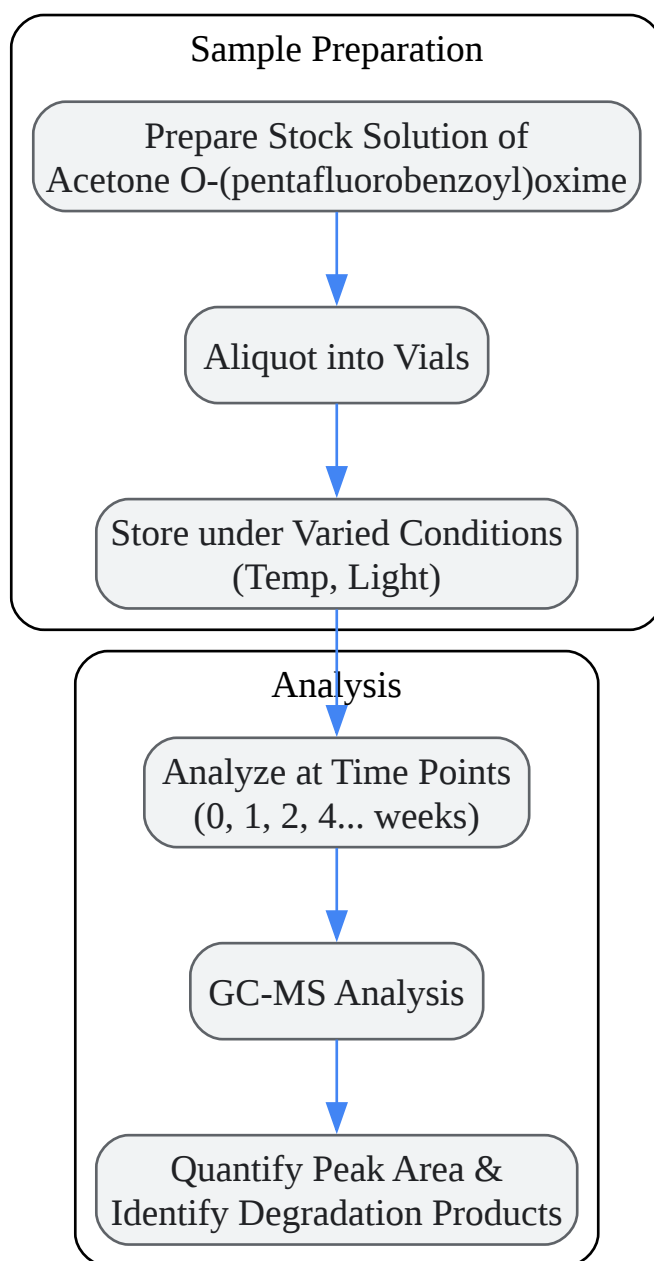 Sample Preparation
Prepare Stock Solution of
Acetone O-(pentafluorobenzoyl)oxime
Aliquot into Vials
Store under Varied Conditions
(Temp, Light)
Analysis
Analyze at Time Points
(0, 1, 2, 4... weeks)
GC-MS Analysis
Quantify Peak Area &
Identify Degradation Products